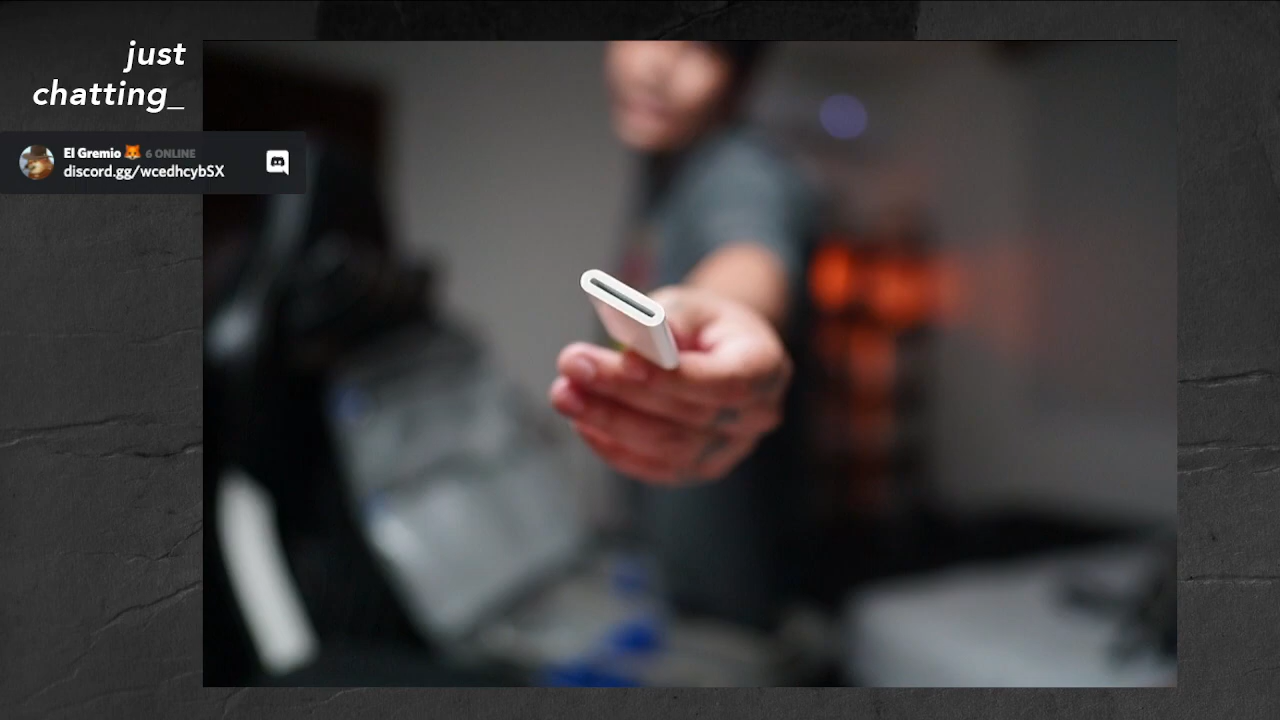 just
chatting_
El Gremio 🦊 6 ONLINE
discord.gg/wcedhcybSX